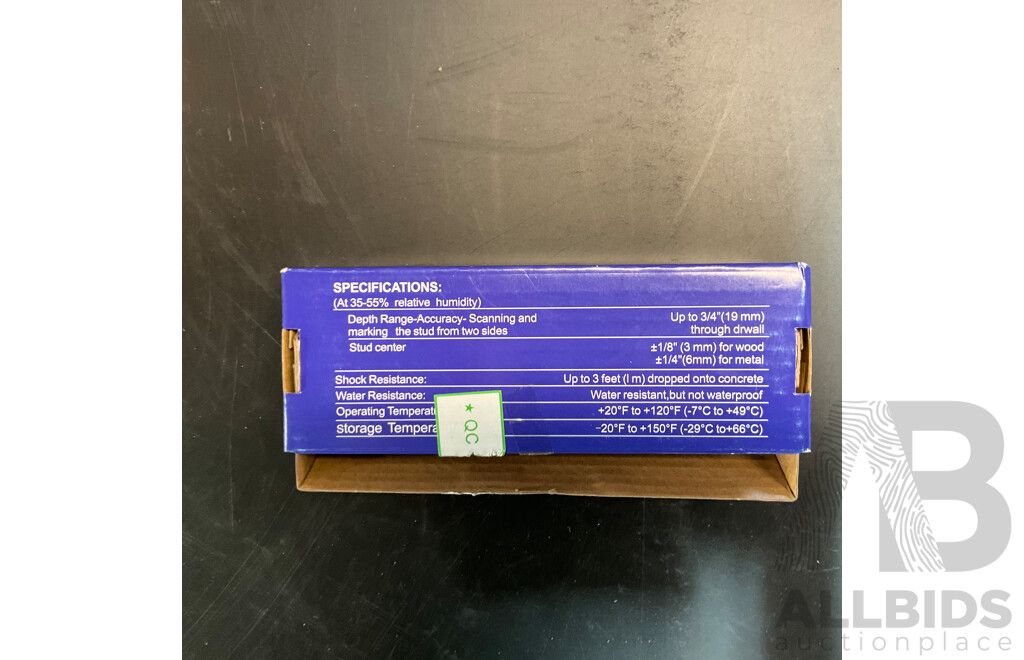 SPECIFICATIONS:
(At 35-55% relative humidity)
Depth Range-Accuracy- Scanning and
marking the stud from two sides
Up to 3/4"(19 mm)
through drwall
Stud center
±1/8" (3 mm) for wood
±1/4"(6mm) for metal
Shock Resistance: Up to 3 feet (l m) dropped onto concrete
Water Resistance: Water resistant,but not waterproof
Operating +20°F to +120°F (-7°C to +49°C)
storage -20°F to +150°F (-29°C to+66°C)
★ QC
AB
ALLBIDS
auctionplace